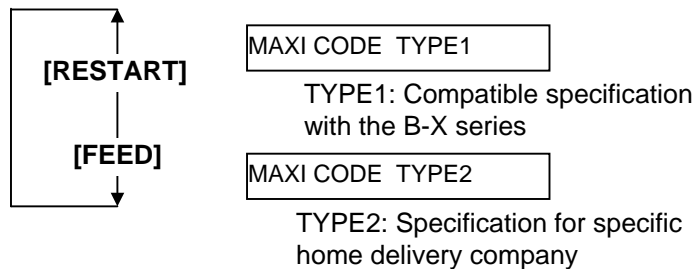 MAXI CODE TYPE1
[RESTART]
TYPE1: Compatible specification
with the B-X series
[FEED]
MAXI CODE TYPE2
TYPE2: Specification for specific
home delivery company